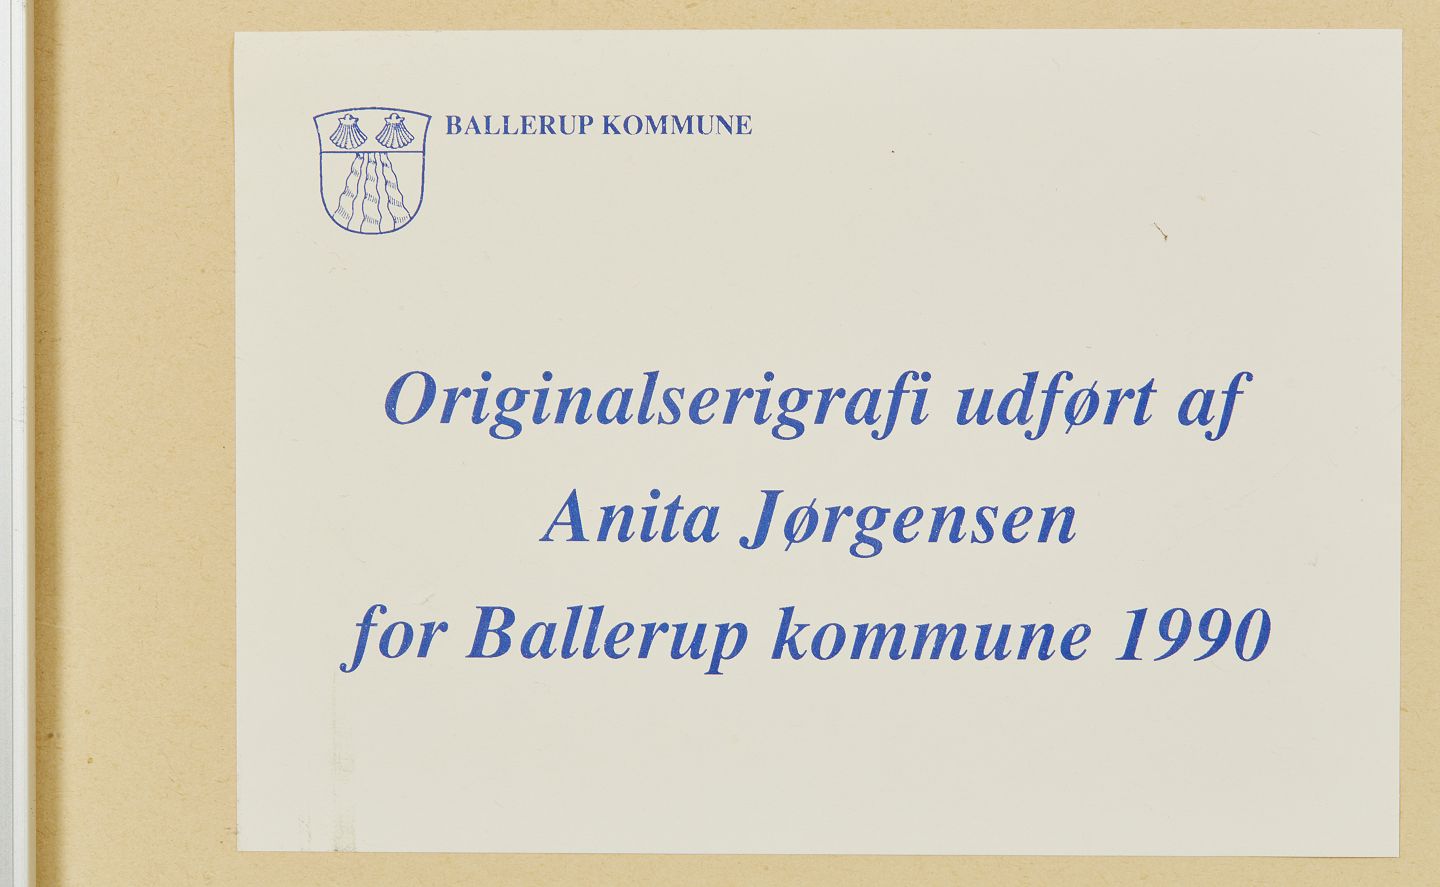 BALLERUP KOMMUNE
Originalserigrafi udført af
Anita Jørgensen
for Ballerup kommune 1990